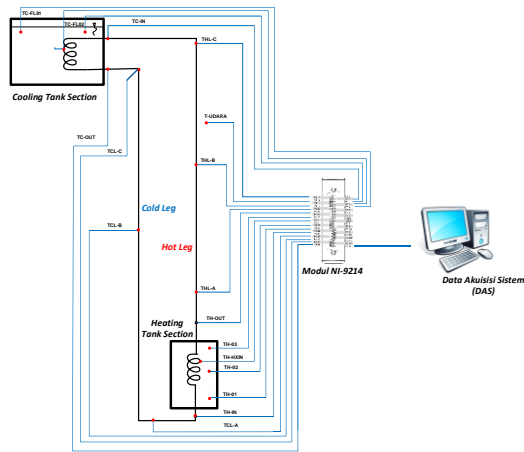 TC-FL01
TC-FL02
TC-IN
THL-C
Cooling Tank Section
T-UDARA
TC-OUT
TCL-C
THL-B
Cold Leg
TCL-B
Hot Leg
Modul NI-9214
Data Akuisisi Sistem
(DAS)
THL-A
TH-OUT
Heating
Tank Section
TH-03
TH-HXIN
TH-02
TH-01
TH-IN
TCL-A